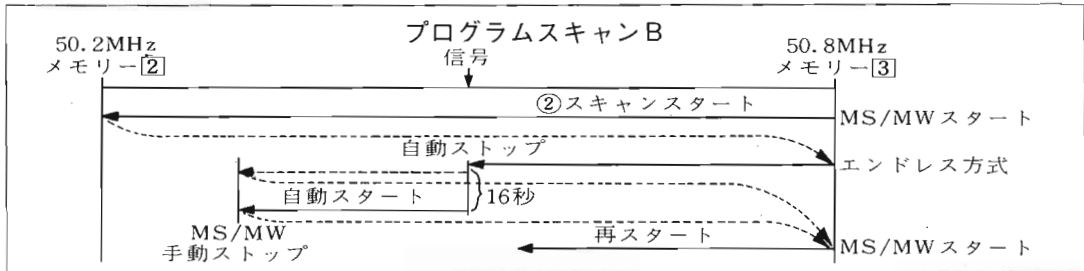 プログラムスキャンB
50.2MHz
メモリー2
信号
50.8MHz
メモリー3
②スキャンスタート
MS/MWスタート
自動ストップ
エンドレス方式
自動スタート
16秒
MS/MW
手動ストップ
再スタート
MS/MWスタート